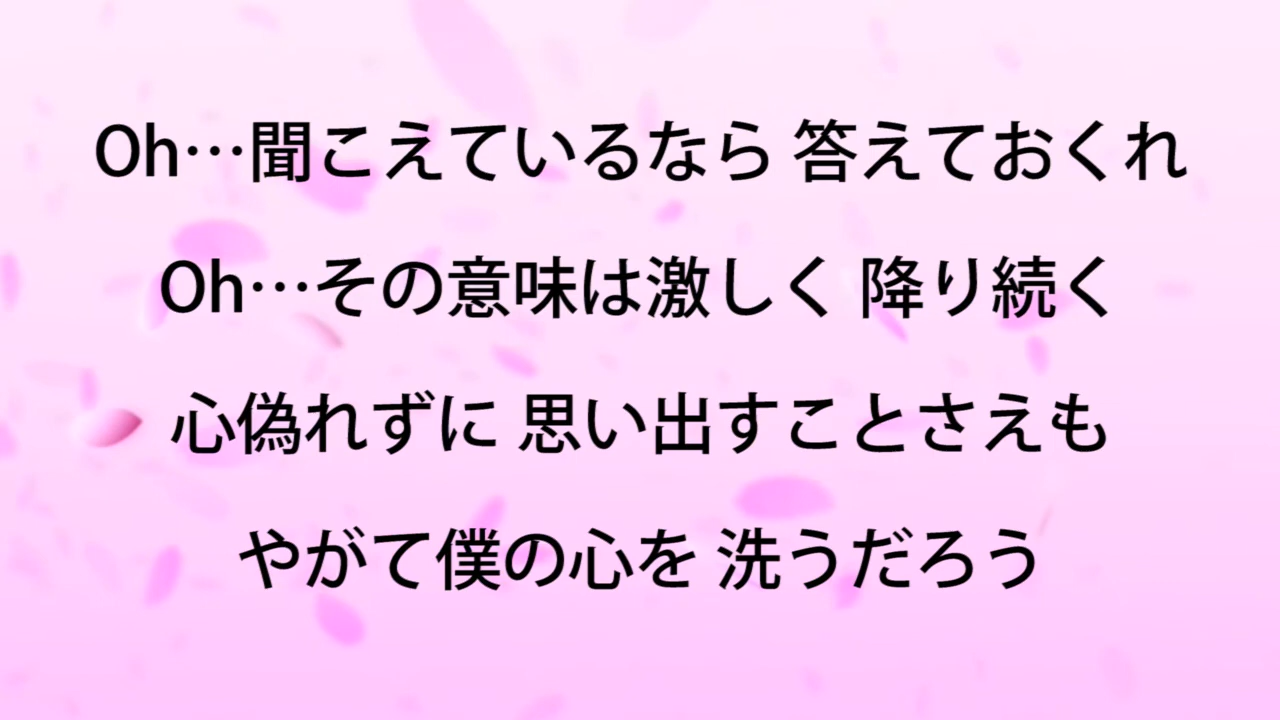 Oh…聞こえているなら 答えておくれ
Oh…その意味は激しく 降り続く
心偽れずに 思い出すことさえも
やがて僕の心を 洗うだろう